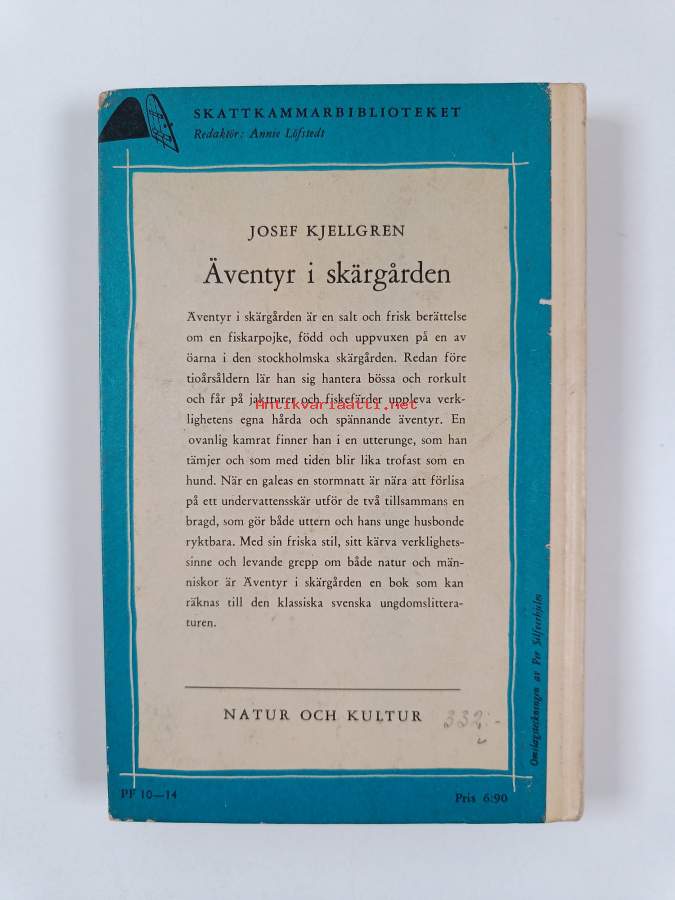 SKATTKAMMARBIBLIOTEKET
Redaktör: Annie Löfstedt
JOSEF KJELLGREN
Äventyr i skärgården
Äventyr i skärgården är en salt och frisk berättelse
om en fiskarpojke, född och uppvuxen på en av
öarna i den stockholmska skärgården. Redan före
tioårsåldern lär han sig hantera bössa och rorkult
och får på jaktturer och fiskefärder uppleva verk-
Antikvariaatti.net
lighetens egna hårda och spännande äventyr. En
ovanlig kamrat finner han i en utterunge, som han
tämjer och som med tiden blir lika trofast som en
hund. När en galeas en stormnatt är nära att förlisa
på ett undervattensskär utför de två tillsammans en
bragd, som gör både uttern och hans unge husbonde
ryktbara. Med sin friska stil, sitt kärva verklighets-
sinne och levande grepp om både natur och män-
niskor är Äventyr i skärgården en bok som kan
räknas till den klassiska svenska ungdomslittera-
turen.
NATUR OCH KULTUR
332:-
PF 10—14
Pris 6:90
Omslagsteckningen av Per Silfverhjelm